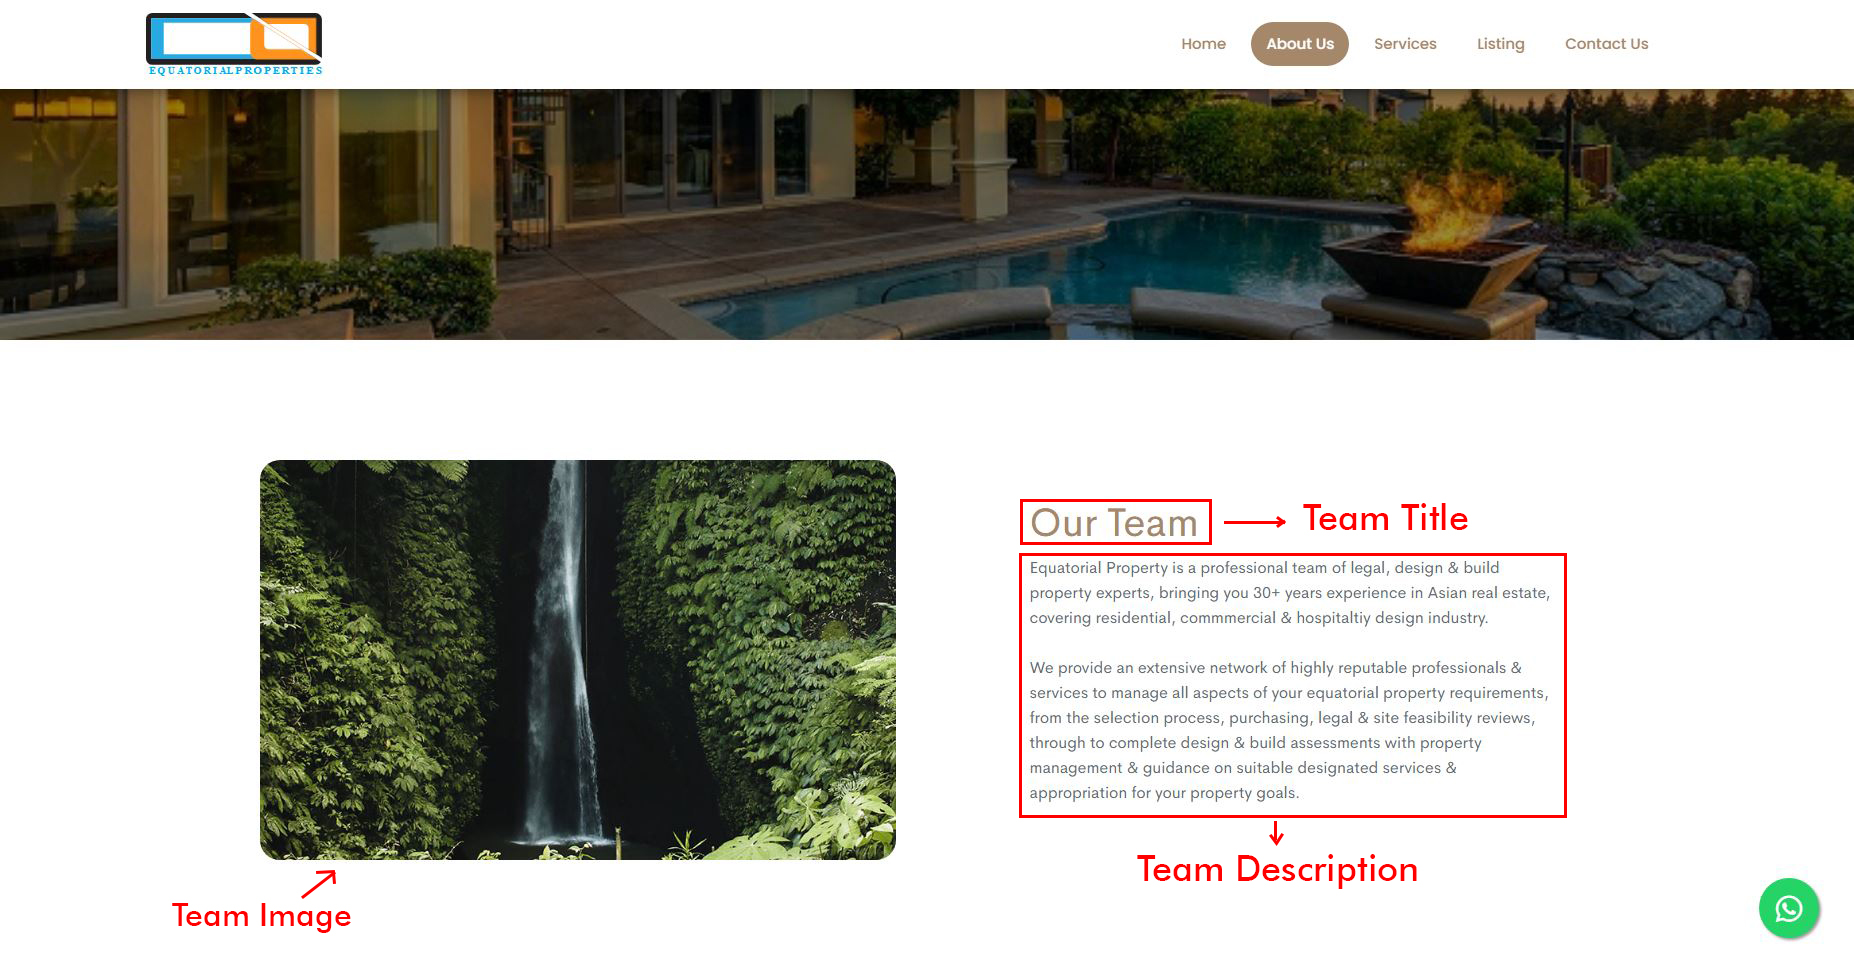 EQUATORIALPROPERTIES
Home About Us Services Listing Contact Us
Our Team
Team Title
Equatorial Property is a professional team of legal, design & build
property experts, bringing you 30+ years experience in Asian real estate,
covering residential, commmercial & hospitaltiy design industry.
We provide an extensive network of highly reputable professionals &
services to manage all aspects of your equatorial property requirements,
from the selection process, purchasing, legal & site feasibility reviews,
through to complete design & build assessments with property
management & guidance on suitable designated services &
appropriation for your property goals.
Team Description
Team Image